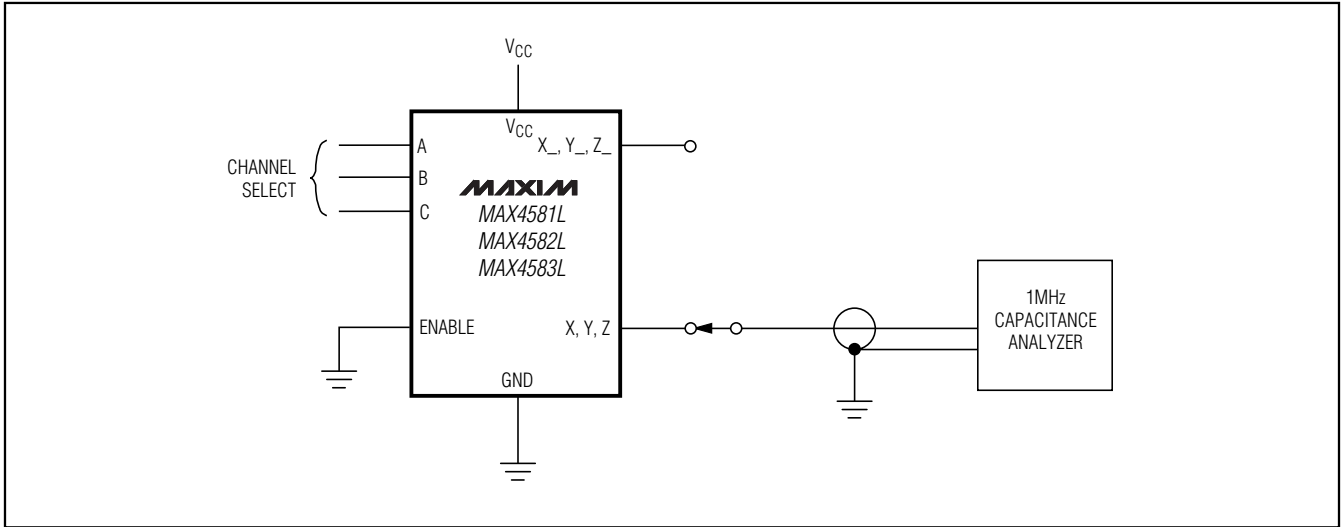 VCC
VCC
A
X_, Y_, Z_
CHANNEL
SELECT
B
C
MAXIM
MAX4581L
MAX4582L
MAX4583L
ENABLE
X, Y, Z
GND
1MHz
CAPACITANCE
ANALYZER